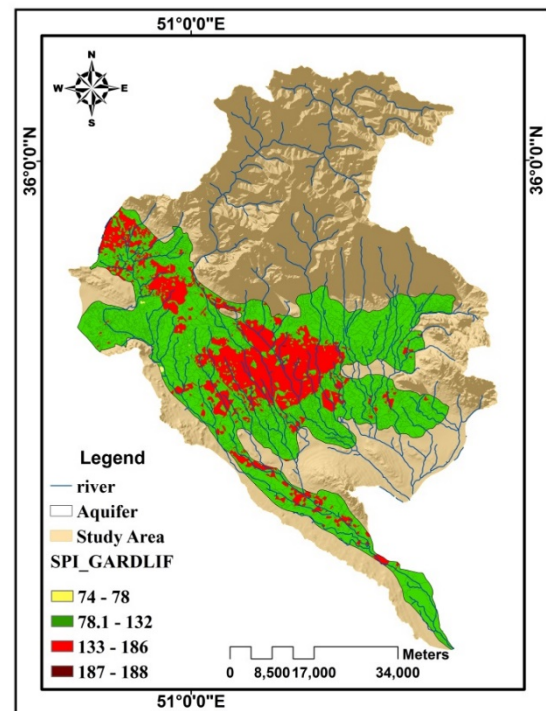 51°0'0"E
N
W E
S
36°0'0"N
36°0'0"N
Legend
river
Aquifer
Study Area
SPI_GARDLIF
74 - 78
78.1 - 132
133 - 186
187 - 188
Meters
0 8,500 17,000 34,000
51°0'0"E